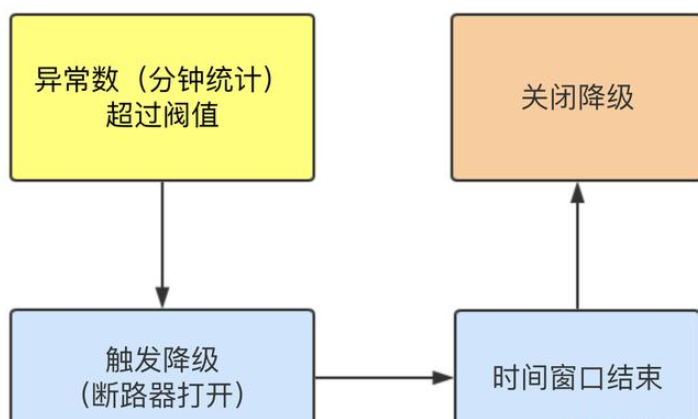 异常数（分钟统计）
超过阀值
关闭降级
触发降级
（断路器打开）
时间窗口结束